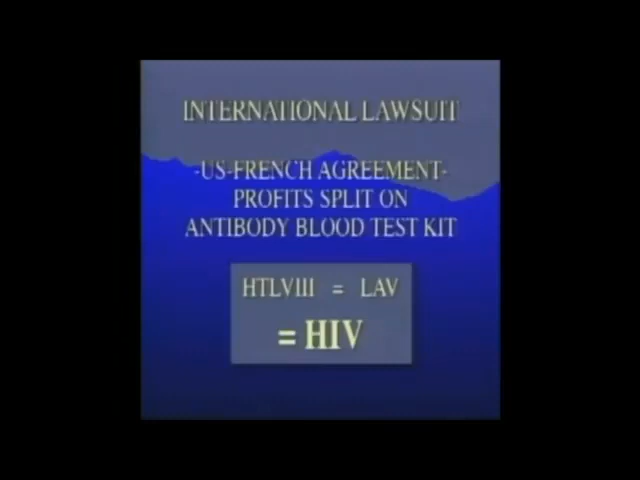 INTERNATIONAL LAWSUIT
-US-FRENCH AGREEMENT-
PROFITS SPLIT ON
ANTIBODY BLOOD TEST KIT
HTLVIII = LAV
= HIV